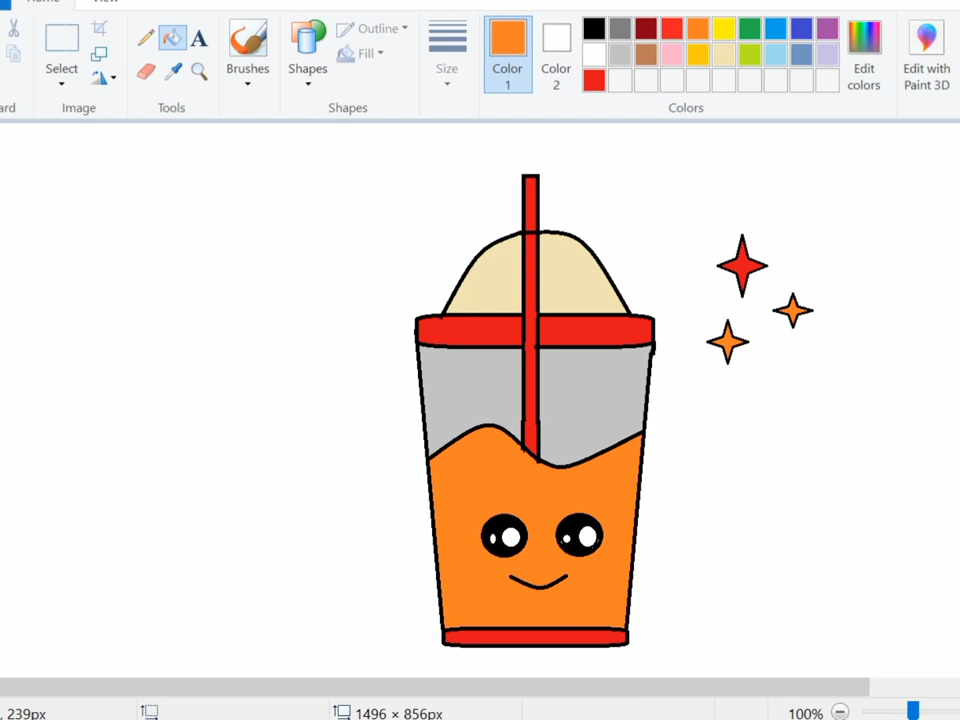 Home View
ard
Select
Image
A
Tools
Brushes
Shapes
Outline
Fill
Shapes
Size
Color
1
Color
2
Colors
Edit
colors
Edit with
Paint 3D
, 239px
1496 × 856px
100%